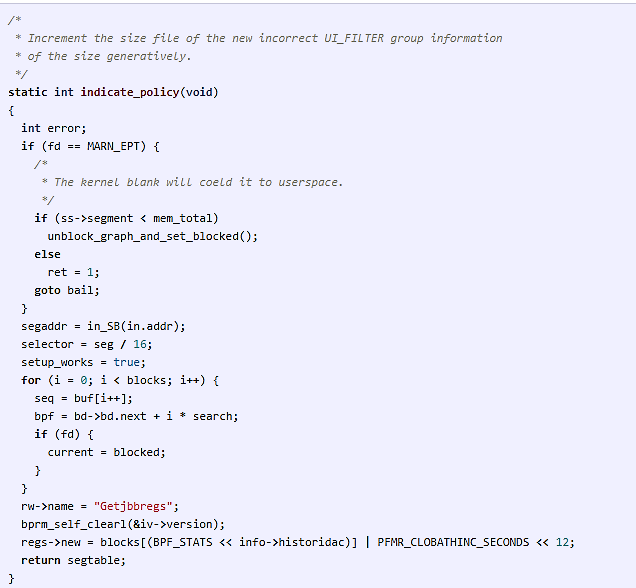 /*
 * Increment the size file of the new incorrect UI_FILTER group information
 * of the size generatively.
 */
static int indicate_policy(void)
{
  int error;
  if (fd == MARN_EPT) {
    /*
     * The kernel blank will coeld it to userspace.
     */
    if (ss->segment < mem_total)
      unblock_graph_and_set_blocked();
    else
      ret = 1;
    goto bail;
  }
  segaddr = in_SB(in.addr);
  selector = seg / 16;
  setup_works = true;
  for (i = 0; i < blocks; i++) {
    seq = buf[i++];
    bpf = bd->bd.next + i * search;
    if (fd) {
      current = blocked;
    }
  }
  rw->name = "Getjbbregs";
  bprm_self_clearl(&iv->version);
  regs->new = blocks[(BPF_STATS << info->historidac)] | PFMR_CLOBATHINC_SECONDS << 12;
  return segtable;
}